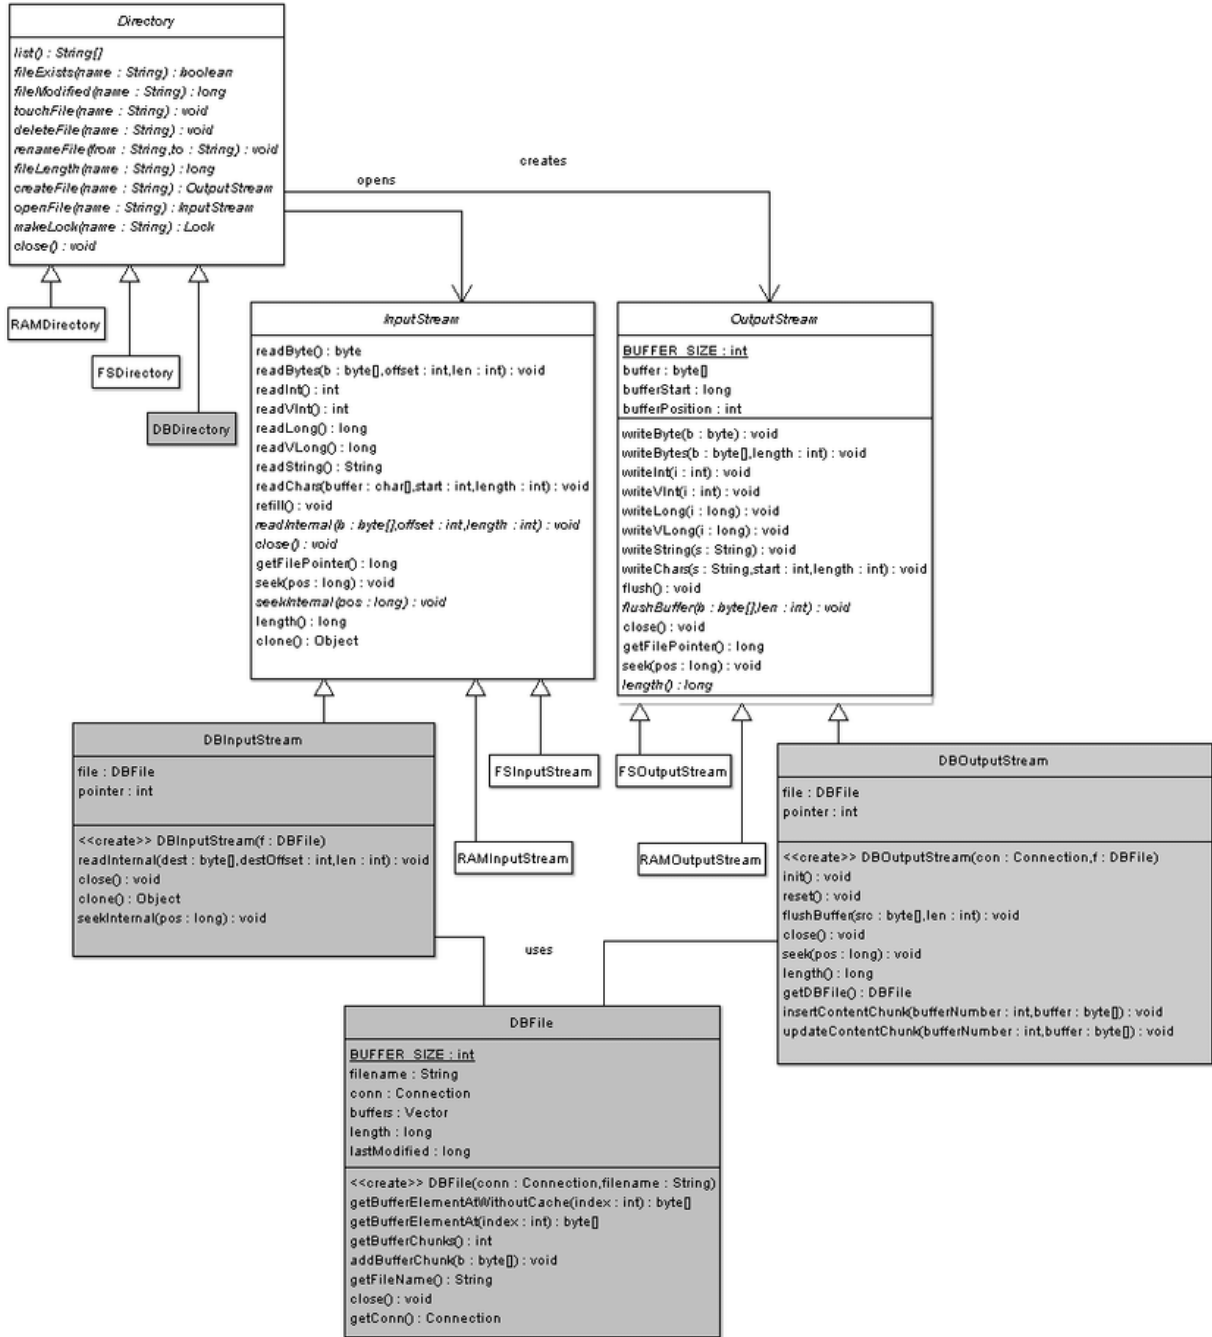 Directory
list() : String[]
fileExists(name : String) : boolean
fileModified(name : String) : long
touchFile(name : String) : void
deleteFile(name : String) : void
renameFile(from : String,to : String) : void
fileLength(name : String) : long
createFile(name : String) : OutputStream
openFile(name : String) : InputStream
makeLock(name : String) : Lock
close() : void
creates
opens
RAMDirectory
FSDirectory
DBDirectory
InputStream
readByte() : byte
readBytes(b : byte[],offset : int,len : int) : void
readInt() : int
readVInt() : int
readLong() : long
readVLong() : long
readString() : String
readChars(buffer : char[],start : int,length : int) : void
refill() : void
readInternal(b : byte[],offset : int,length : int) : void
close() : void
getFilePointer() : long
seek(pos : long) : void
seekInternal(pos : long) : void
length() : long
clone() : Object
OutputStream
BUFFER_SIZE : int
buffer : byte[]
bufferStart : long
bufferPosition : int
writeByte(b : byte) : void
writeBytes(b : byte[],length : int) : void
writeInt(i : int) : void
writeVInt(i : int) : void
writeLong(i : long) : void
writeVLong(i : long) : void
writeString(s : String) : void
writeChars(s : String,start : int,length : int) : void
flush() : void
flushBuffer(b : byte[],len : int) : void
close() : void
getFilePointer() : long
seek(pos : long) : void
length() : long
DBInputStream
file : DBFile
pointer : int
<<create>> DBInputStream(f : DBFile)
readInternal(dest : byte[],destOffset : int,len : int) : void
close() : void
clone() : Object
seekInternal(pos : long) : void
FSInputStream
RAMInputStream
FSOutputStream
RAMOutputStream
DBOutputStream
file : DBFile
pointer : int
<<create>> DBOutputStream(con : Connection,f : DBFile)
init() : void
reset() : void
flushBuffer(src : byte[],len : int) : void
close() : void
seek(pos : long) : void
length() : long
getDBFile() : DBFile
insertContentChunk(bufferNumber : int,buffer : byte[]) : void
updateContentChunk(bufferNumber : int,buffer : byte[]) : void
uses
DBFile
BUFFER_SIZE : int
filename : String
conn : Connection
buffers : Vector
length : long
lastModified : long
<<create>> DBFile(conn : Connection,filename : String)
getBufferElementAtWithoutCache(index : int) : byte[]
getBufferElementAt(index : int) : byte[]
getBufferChunks() : int
addBufferChunk(b : byte[]) : void
getFileName() : String
close() : void
getConn() : Connection